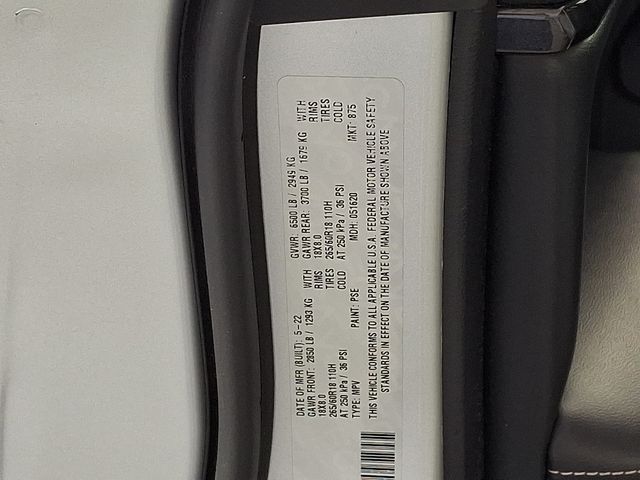 DATE OF MFR (BUILT): 5-22 GVWR 6500 LB / 2949 KG
GAWR FRONT: 2850 LB / 1293 KG WITH GAWR REAR: 3700 LB / 1679 KG WITH
18X8.0 RIMS 18X8.0 RIMS
265/60R18 110H TIRES 265/60R18 110H TIRES
AT 250 kPa / 36 PSI COLD AT 250 kPa / 36 PSI COLD
TYPE: MPV PAINT: PSE MDH: 051620 MKT: 875
THIS VEHICLE CONFORMS TO ALL APPLICABLE U.S.A. FEDERAL MOTOR VEHICLE SAFETY
STANDARDS IN EFFECT ON THE DATE OF MANUFACTURE SHOWN ABOVE